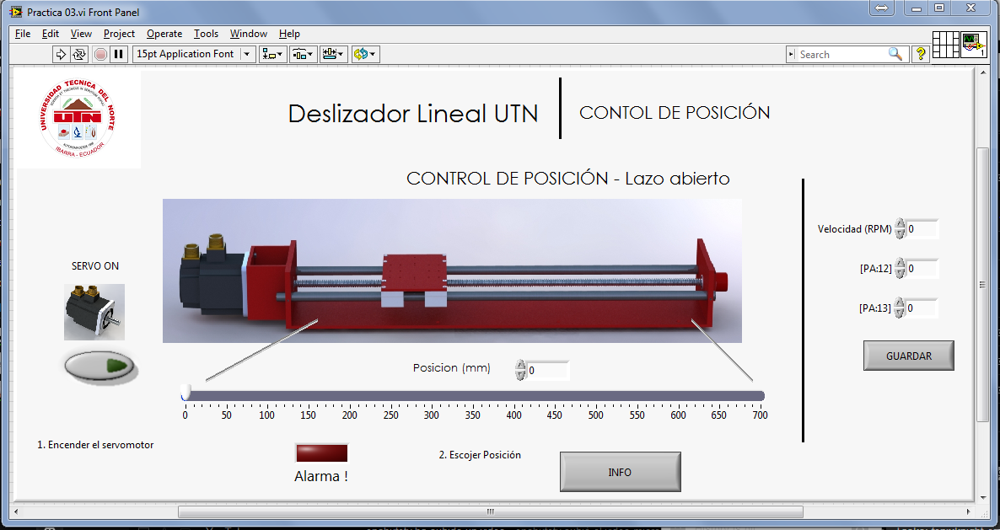 Practica 03.vi Front Panel
File Edit View Project Operate Tools Window Help
15pt Application Font
Search
?
1
UNIVERSIDAD TECNICA DEL NORTE
UTN
IBARRA - ECUADOR
Deslizador Lineal UTN
CONTOL DE POSICIÓN
CONTROL DE POSICIÓN - Lazo abierto
Velocidad (RPM) 0
SERVO ON
[PA:12] 0
[PA:13] 0
GUARDAR
Posicion (mm) 0
0 50 100 150 200 250 300 350 400 450 500 550 600 650 700
1. Encender el servomotor
2. Escojer Posición
INFO
Alarma !